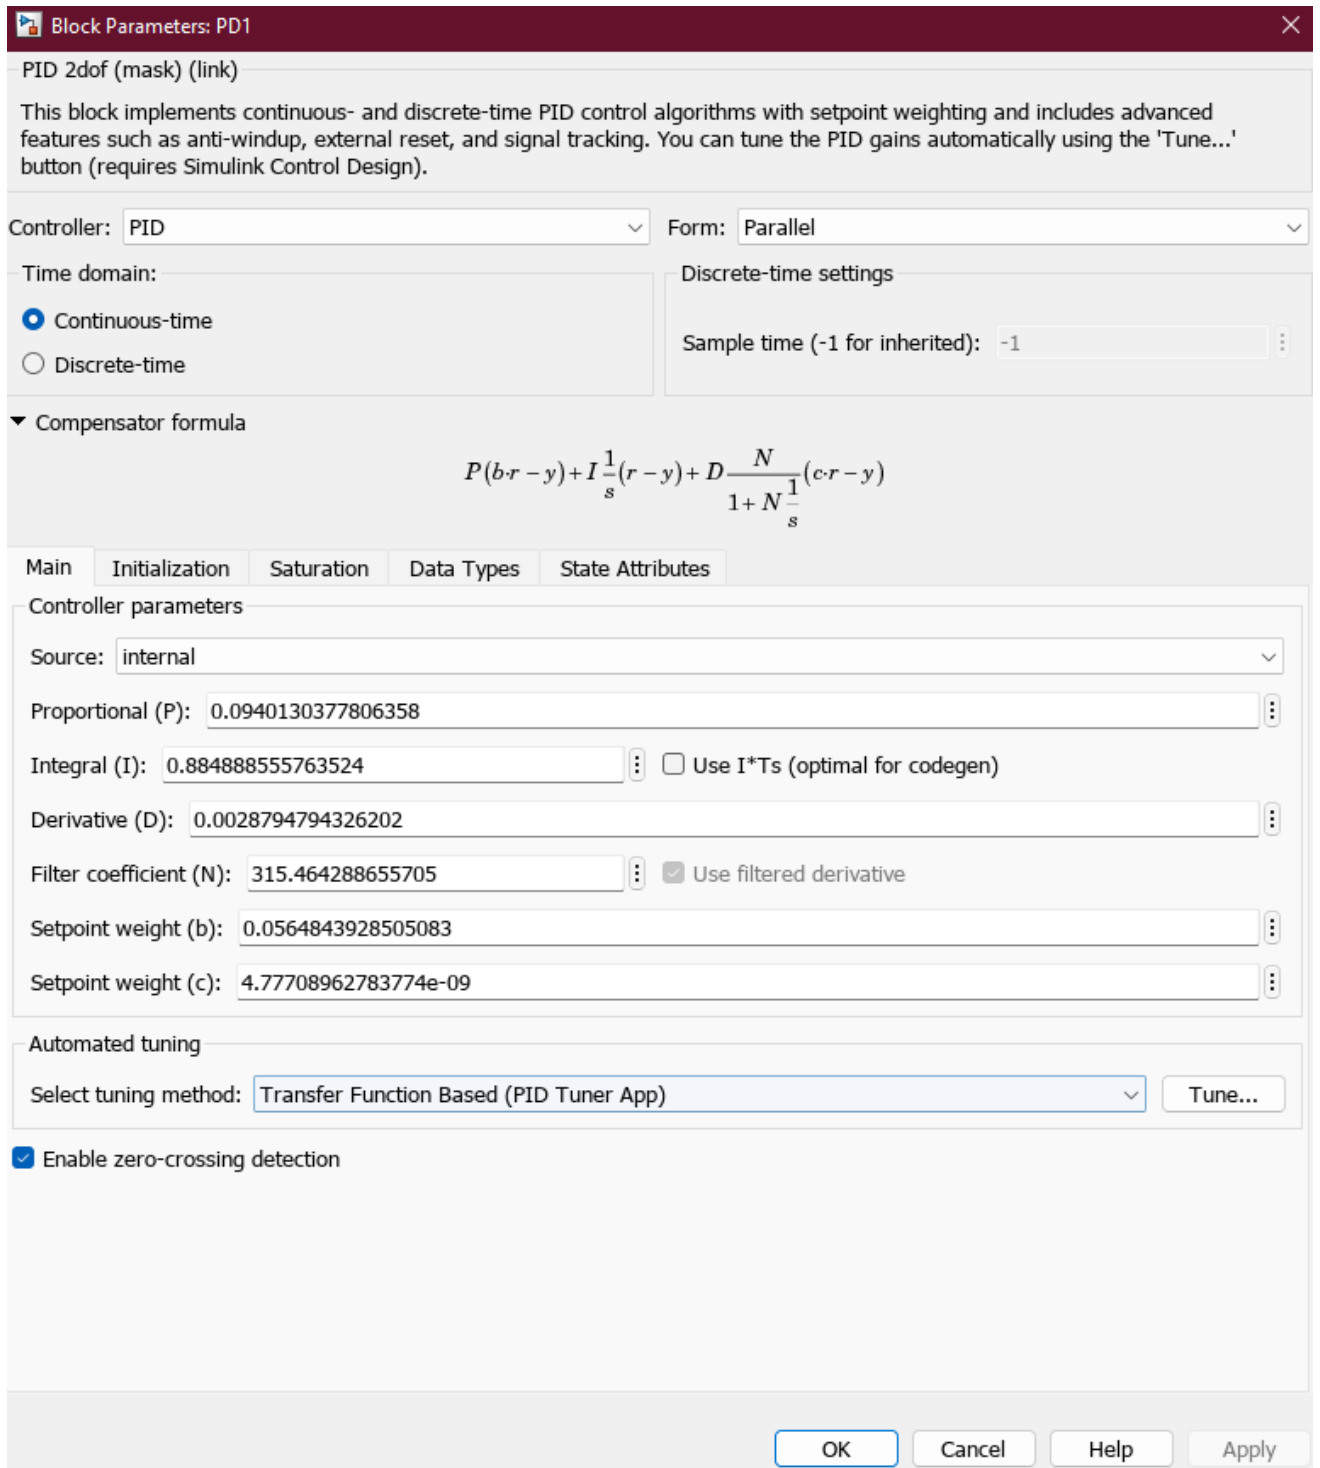 Block Parameters: PD1
PID 2dof (mask) (link)
This block implements continuous- and discrete-time PID control algorithms with setpoint weighting and includes advanced
features such as anti-windup, external reset, and signal tracking. You can tune the PID gains automatically using the 'Tune...'
button (requires Simulink Control Design).
Controller: PID Form: Parallel
Time domain: Discrete-time settings
Continuous-time
Sample time (-1 for inherited): -1
Discrete-time
Compensator formula
P(b·r − y) + I 1/s (r − y) + D N/(1 + N 1/s) (c·r − y)
Main Initialization Saturation Data Types State Attributes
Controller parameters
Source: internal
Proportional (P): 0.0940130377806358
Integral (I): 0.884888555763524 Use I*Ts (optimal for codegen)
Derivative (D): 0.0028794794326202
Filter coefficient (N): 315.464288655705 Use filtered derivative
Setpoint weight (b): 0.0564843928505083
Setpoint weight (c): 4.77708962783774e-09
Automated tuning
Select tuning method: Transfer Function Based (PID Tuner App) Tune...
Enable zero-crossing detection
OK Cancel Help Apply